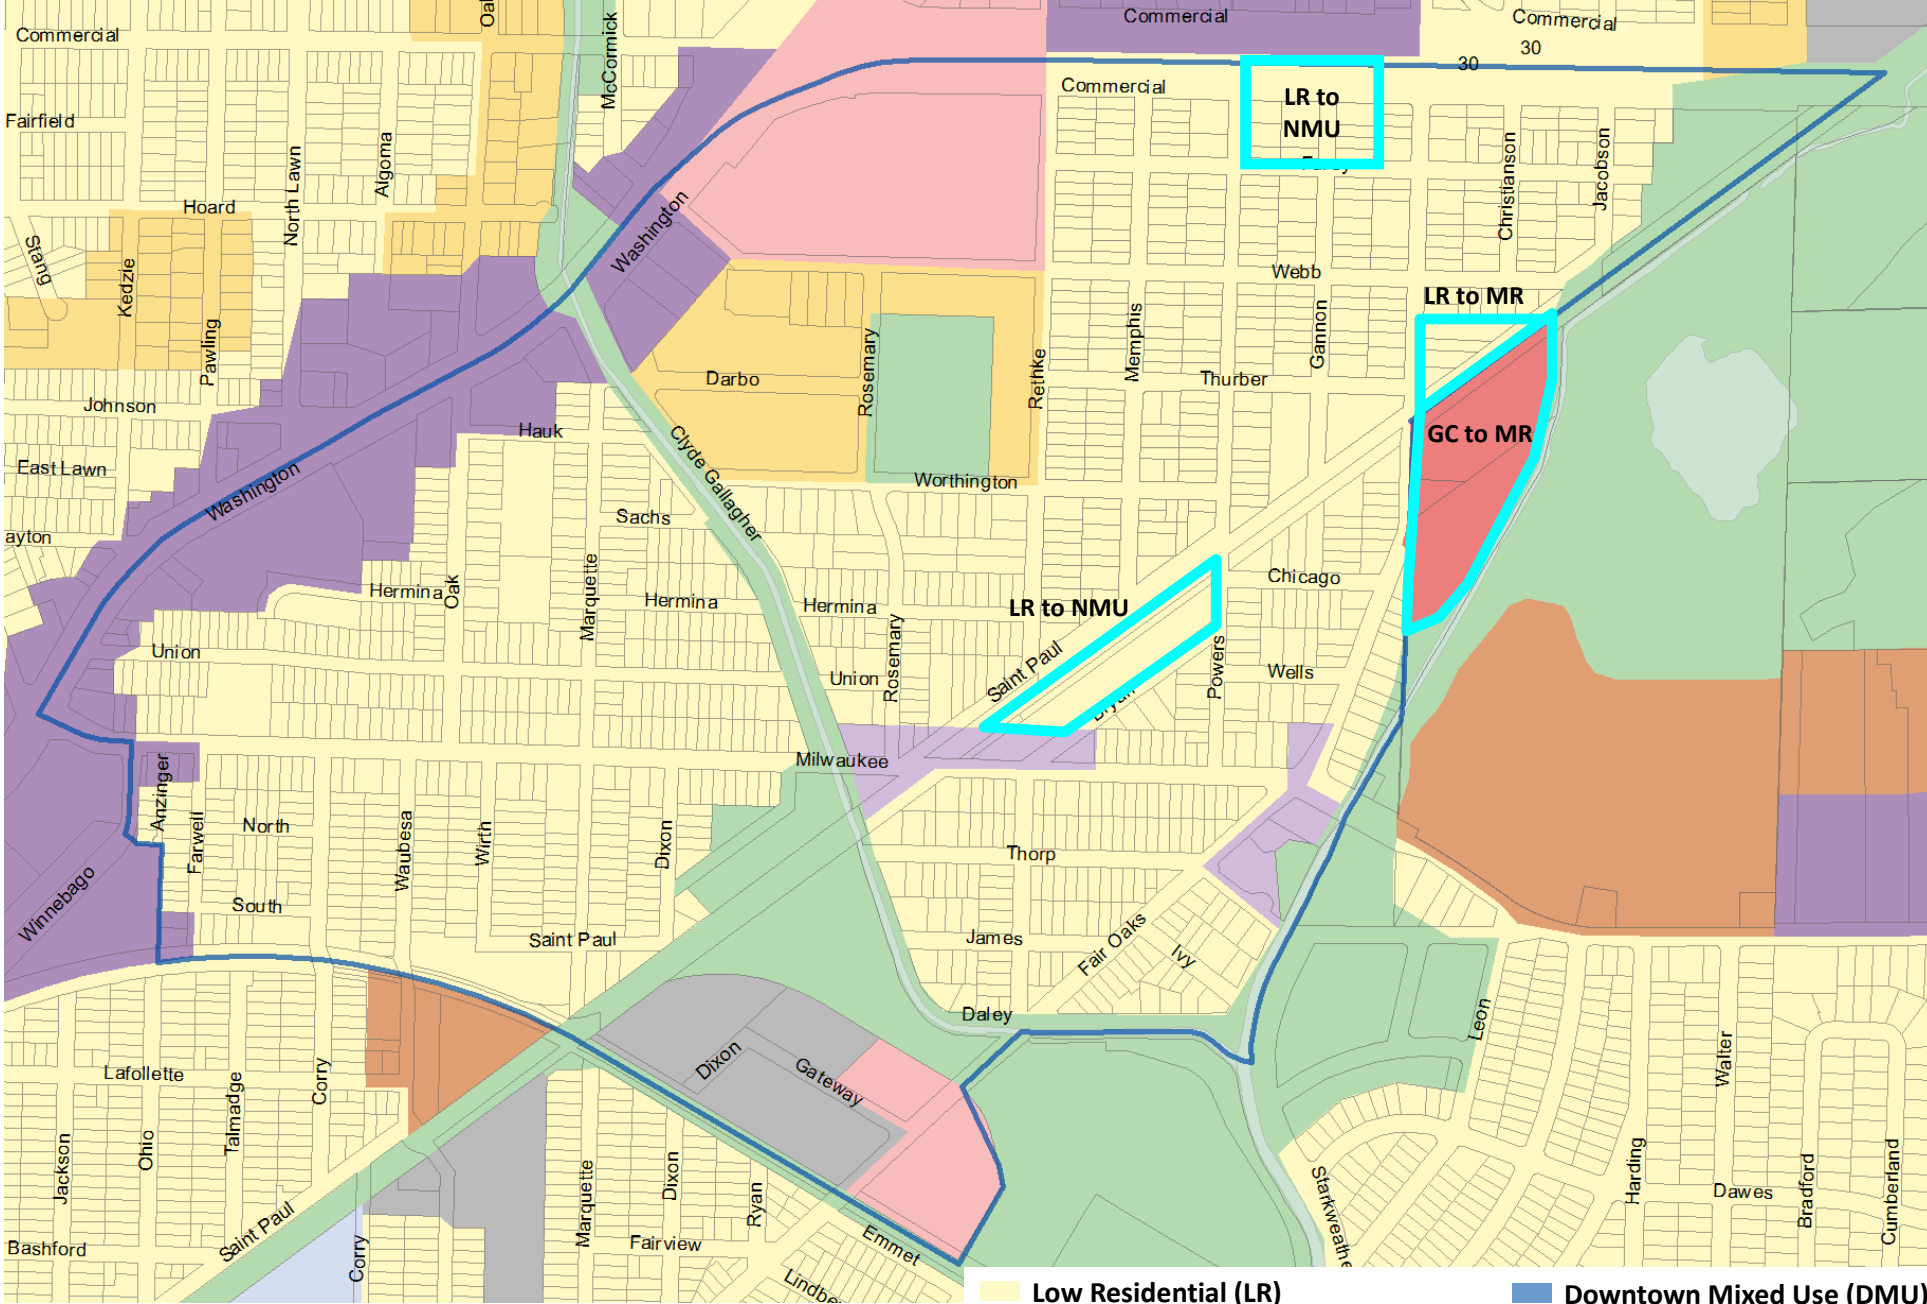 Oak
Commercial
McCormick
Commercial
Commercial
30
30
Commercial
LR to
NMU
Fairfield
Algoma
North Lawn
Hoard
Christianson
Jacobson
Washington
Stang
Kedzie
Webb
LR to MR
Pawling
Rosemary
Rethke
Memphis
Gannon
Darbo
Thurber
Johnson
Hauk
Clyde Gallagher
GC to MR
East Lawn
Washington
Worthington
Sachs
ayton
Hermina
Oak
Marquette
Hermina
Hermina
LR to NMU
Chicago
Union
Union
Rosemary
Saint Paul
Powers
Wells
Milwaukee
Anzinger
Farwell
North
Waubesa
Wirth
Dixon
Thorp
Winnebago
South
Saint Paul
James
Fair Oaks
Ivy
Daley
Leon
Lafollette
Talmadge
Corry
Dixon
Gateway
Walter
Jackson
Ohio
Marquette
Dixon
Ryan
Starkweathe
Harding
Dawes
Bradford
Cumberland
Saint Paul
Bashford
Corry
Fairview
Emmet
Lindbe
Low Residential (LR)
Downtown Mixed Use (DMU)